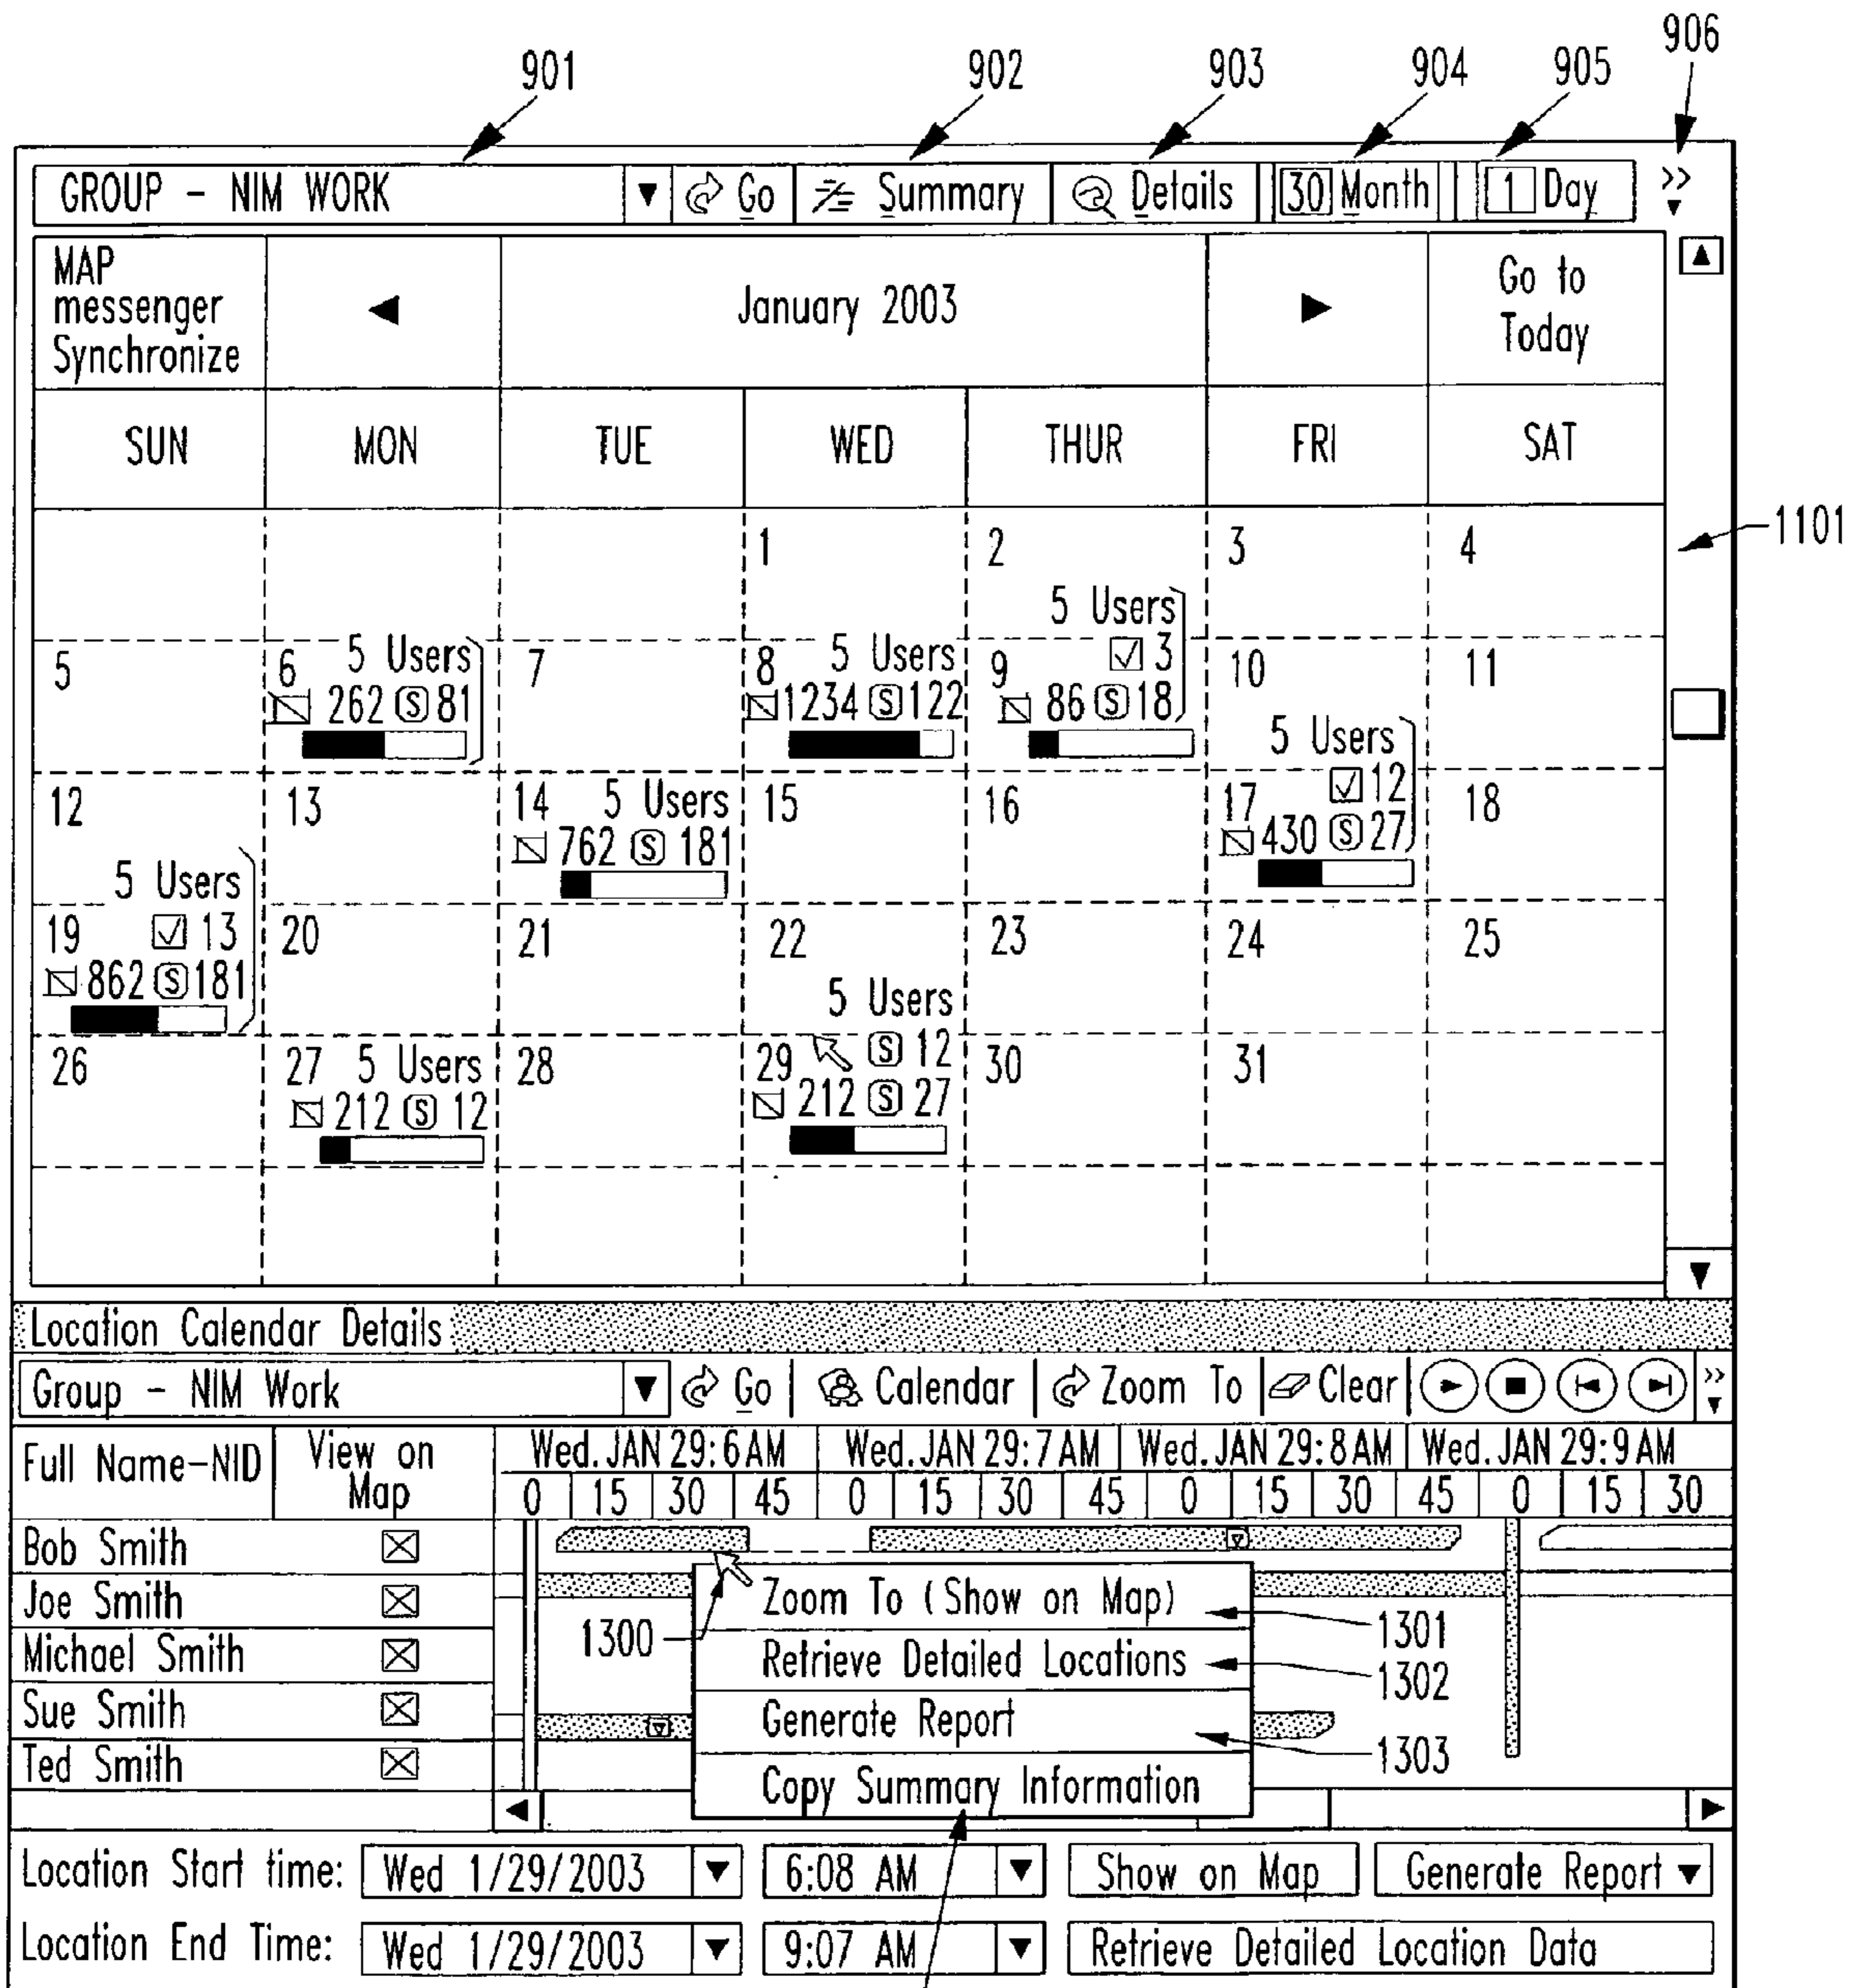 906
901 902 903 904 905
GROUP - NIM WORK Go Summary Details 30 Month 1 Day >>
MAP messenger Synchronize
January 2003
Go to Today
SUN MON TUE WED THUR FRI SAT
1 2 3 4
1101
5 Users
3
5 6 5 Users 7 8 5 Users 9 10 11
262 S 81 1234 S 122 86 S 18
5 Users
12
12 13 14 5 Users 15 16 17 18
762 S 181 430 S 27
5 Users
13
19 20 21 22 23 24 25
862 S 181
5 Users
S 12
26 27 5 Users 28 29 30 31
212 S 12 212 S 27
Location Calendar Details
Group - NIM Work Go Calendar Zoom To Clear >>
Full Name-NID View on Map
Wed. JAN 29: 6 AM Wed. JAN 29: 7 AM Wed. JAN 29: 8 AM Wed. JAN 29: 9 AM
0 15 30 45 0 15 30 45 0 15 30 45 0 15 30
Bob Smith
Joe Smith
Michael Smith
Sue Smith
Ted Smith
1300
Zoom To (Show on Map)
1301
Retrieve Detailed Locations
1302
Generate Report
1303
Copy Summary Information
Location Start time: Wed 1/29/2003 6:08 AM Show on Map Generate Report
Location End Time: Wed 1/29/2003 9:07 AM Retrieve Detailed Location Data